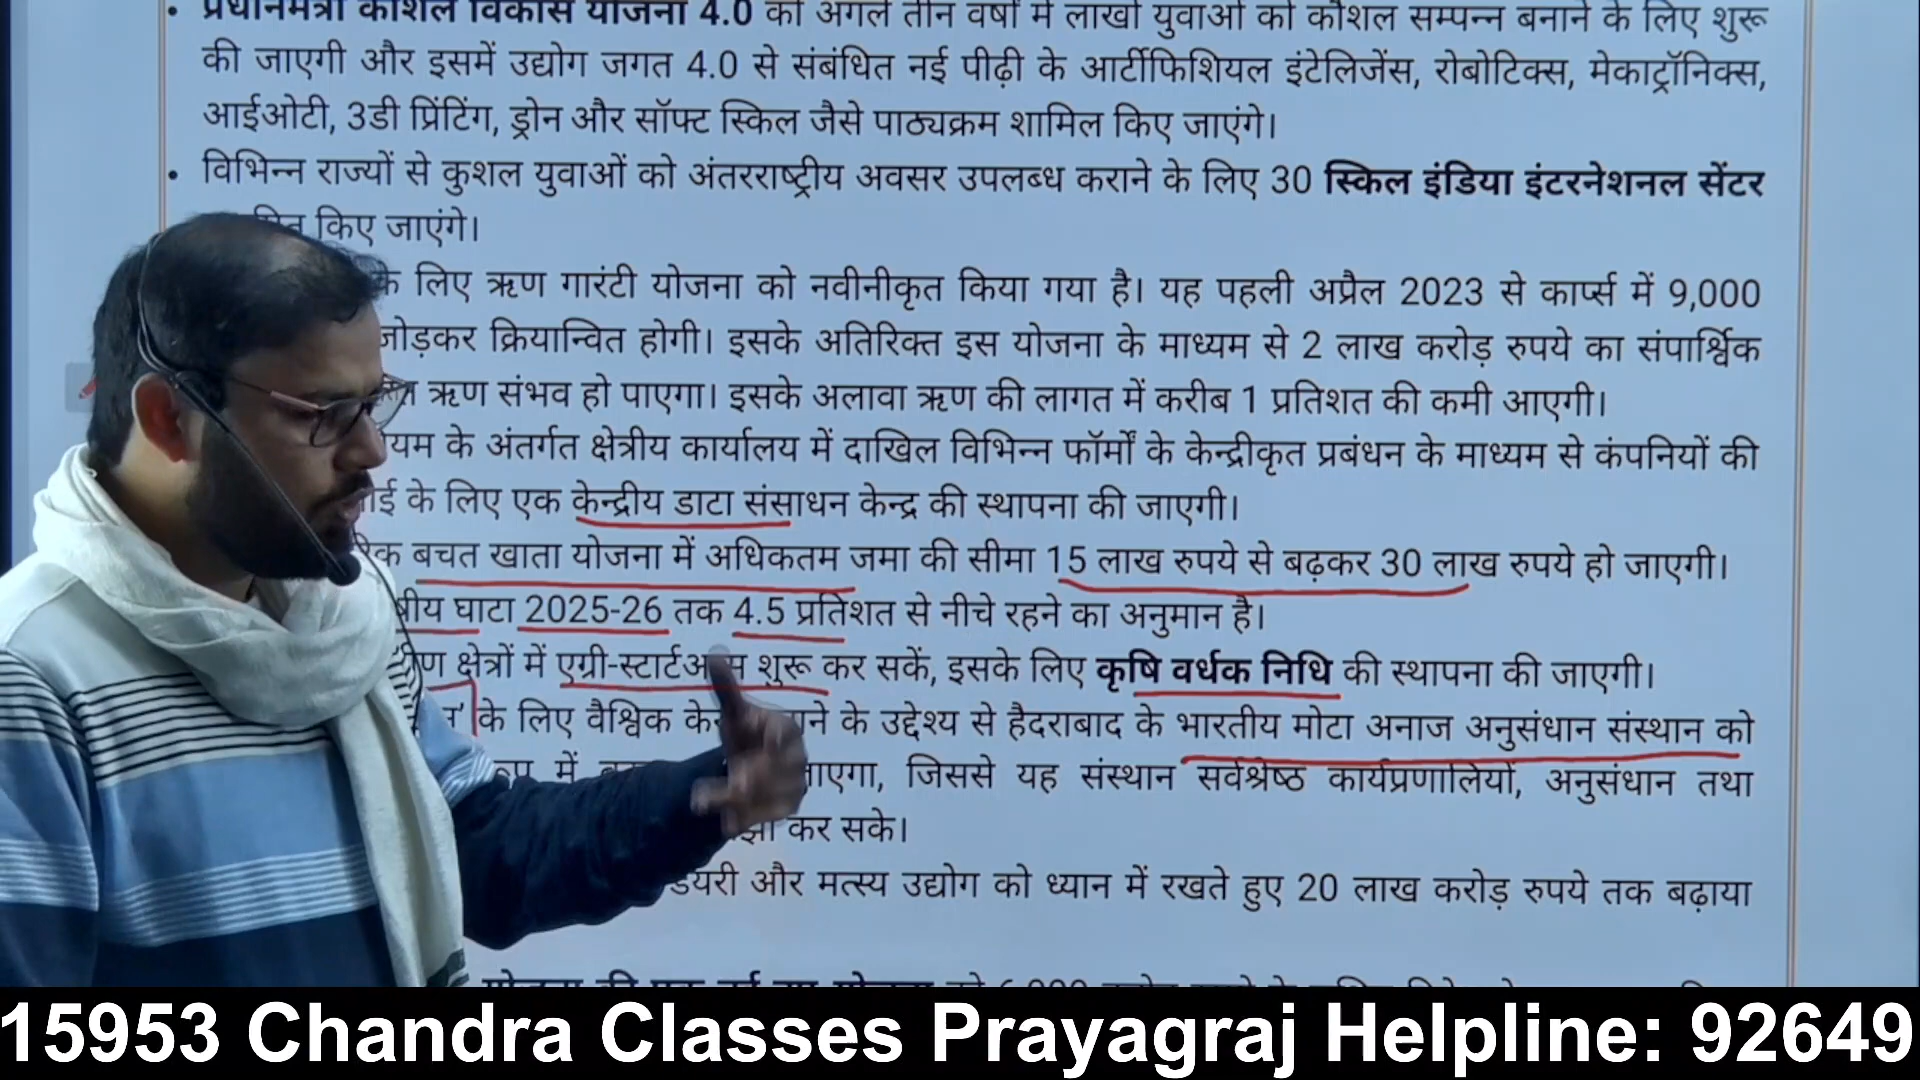 • प्रधानमंत्री कौशल विकास योजना 4.0 को अगले तीन वर्षों में लाखों युवाओं को कौशल सम्पन्न बनाने के लिए शुरू
की जाएगी और इसमें उद्योग जगत 4.0 से संबंधित नई पीढ़ी के आर्टीफिशियल इंटेलिजेंस, रोबोटिक्स, मेकाट्रॉनिक्स,
आईओटी, 3डी प्रिंटिंग, ड्रोन और सॉफ्ट स्किल जैसे पाठ्यक्रम शामिल किए जाएंगे।
• विभिन्न राज्यों से कुशल युवाओं को अंतरराष्ट्रीय अवसर उपलब्ध कराने के लिए 30 स्किल इंडिया इंटरनेशनल सेंटर
किए जाएंगे।
के लिए ऋण गारंटी योजना को नवीनीकृत किया गया है। यह पहली अप्रैल 2023 से कार्प्स में 9,000
जोड़कर क्रियान्वित होगी। इसके अतिरिक्त इस योजना के माध्यम से 2 लाख करोड़ रुपये का संपार्श्विक
ऋण संभव हो पाएगा। इसके अलावा ऋण की लागत में करीब 1 प्रतिशत की कमी आएगी।
के अंतर्गत क्षेत्रीय कार्यालय में दाखिल विभिन्न फॉर्मों के केन्द्रीकृत प्रबंधन के माध्यम से कंपनियों की
के लिए एक केन्द्रीय डाटा संसाधन केन्द्र की स्थापना की जाएगी।
बचत खाता योजना में अधिकतम जमा की सीमा 15 लाख रुपये से बढ़कर 30 लाख रुपये हो जाएगी।
घाटा 2025-26 तक 4.5 प्रतिशत से नीचे रहने का अनुमान है।
क्षेत्रों में एग्री-स्टार्टअप्स शुरू कर सकें, इसके लिए कृषि वर्धक निधि की स्थापना की जाएगी।
के लिए वैश्विक के उद्देश्य से हैदराबाद के भारतीय मोटा अनाज अनुसंधान संस्थान को
में जिससे यह संस्थान सर्वश्रेष्ठ कार्यप्रणालियों, अनुसंधान तथा
कर सके।
और मत्स्य उद्योग को ध्यान में रखते हुए 20 लाख करोड़ रुपये तक बढ़ाया
15953 Chandra Classes Prayagraj Helpline: 92649